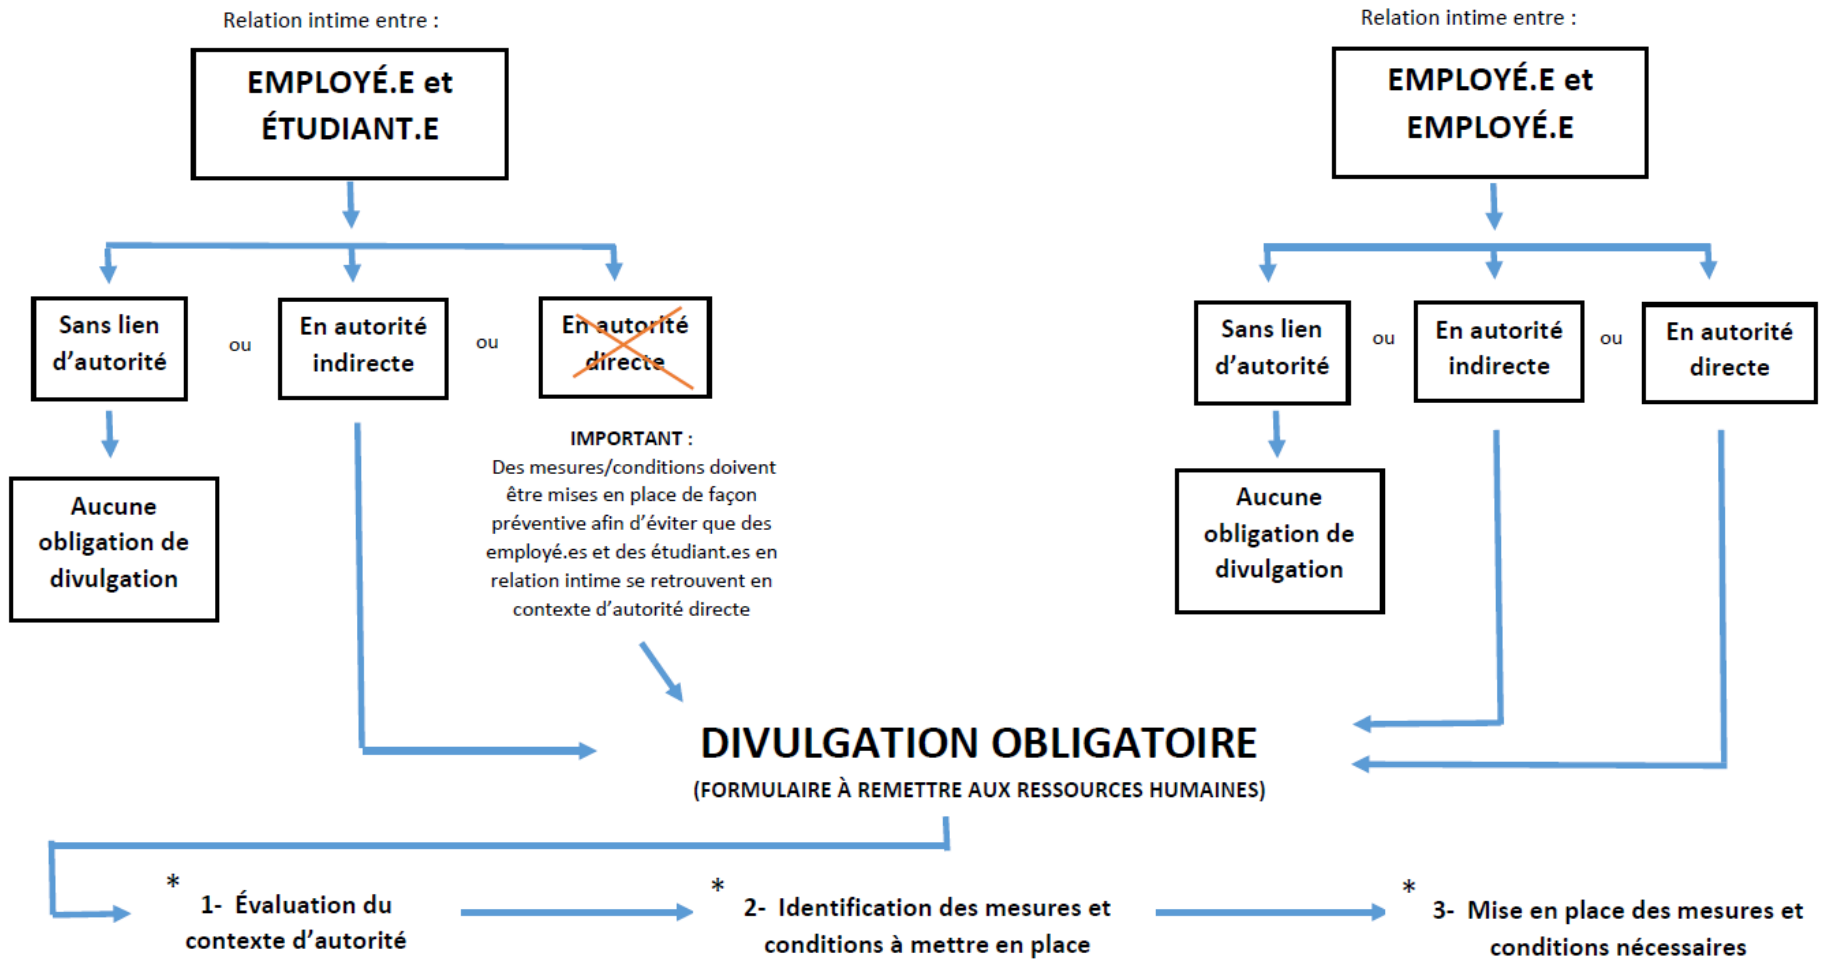 Relation intime entre :
EMPLOYÉ.E et
ÉTUDIANT.E
Sans lien
d'autorité
ou
En autorité
indirecte
ou
En autorité
directe
Aucune
obligation de
divulgation
IMPORTANT :
Des mesures/conditions doivent
être mises en place de façon
préventive afin d'éviter que des
employé.es et des étudiant.es en
relation intime se retrouvent en
contexte d'autorité directe
Relation intime entre :
EMPLOYÉ.E et
EMPLOYÉ.E
Sans lien
d'autorité
ou
En autorité
indirecte
ou
En autorité
directe
Aucune
obligation de
divulgation
DIVULGATION OBLIGATOIRE
(FORMULAIRE À REMETTRE AUX RESSOURCES HUMAINES)
* 1- Évaluation du
contexte d'autorité
* 2- Identification des mesures et
conditions à mettre en place
* 3- Mise en place des mesures et
conditions nécessaires